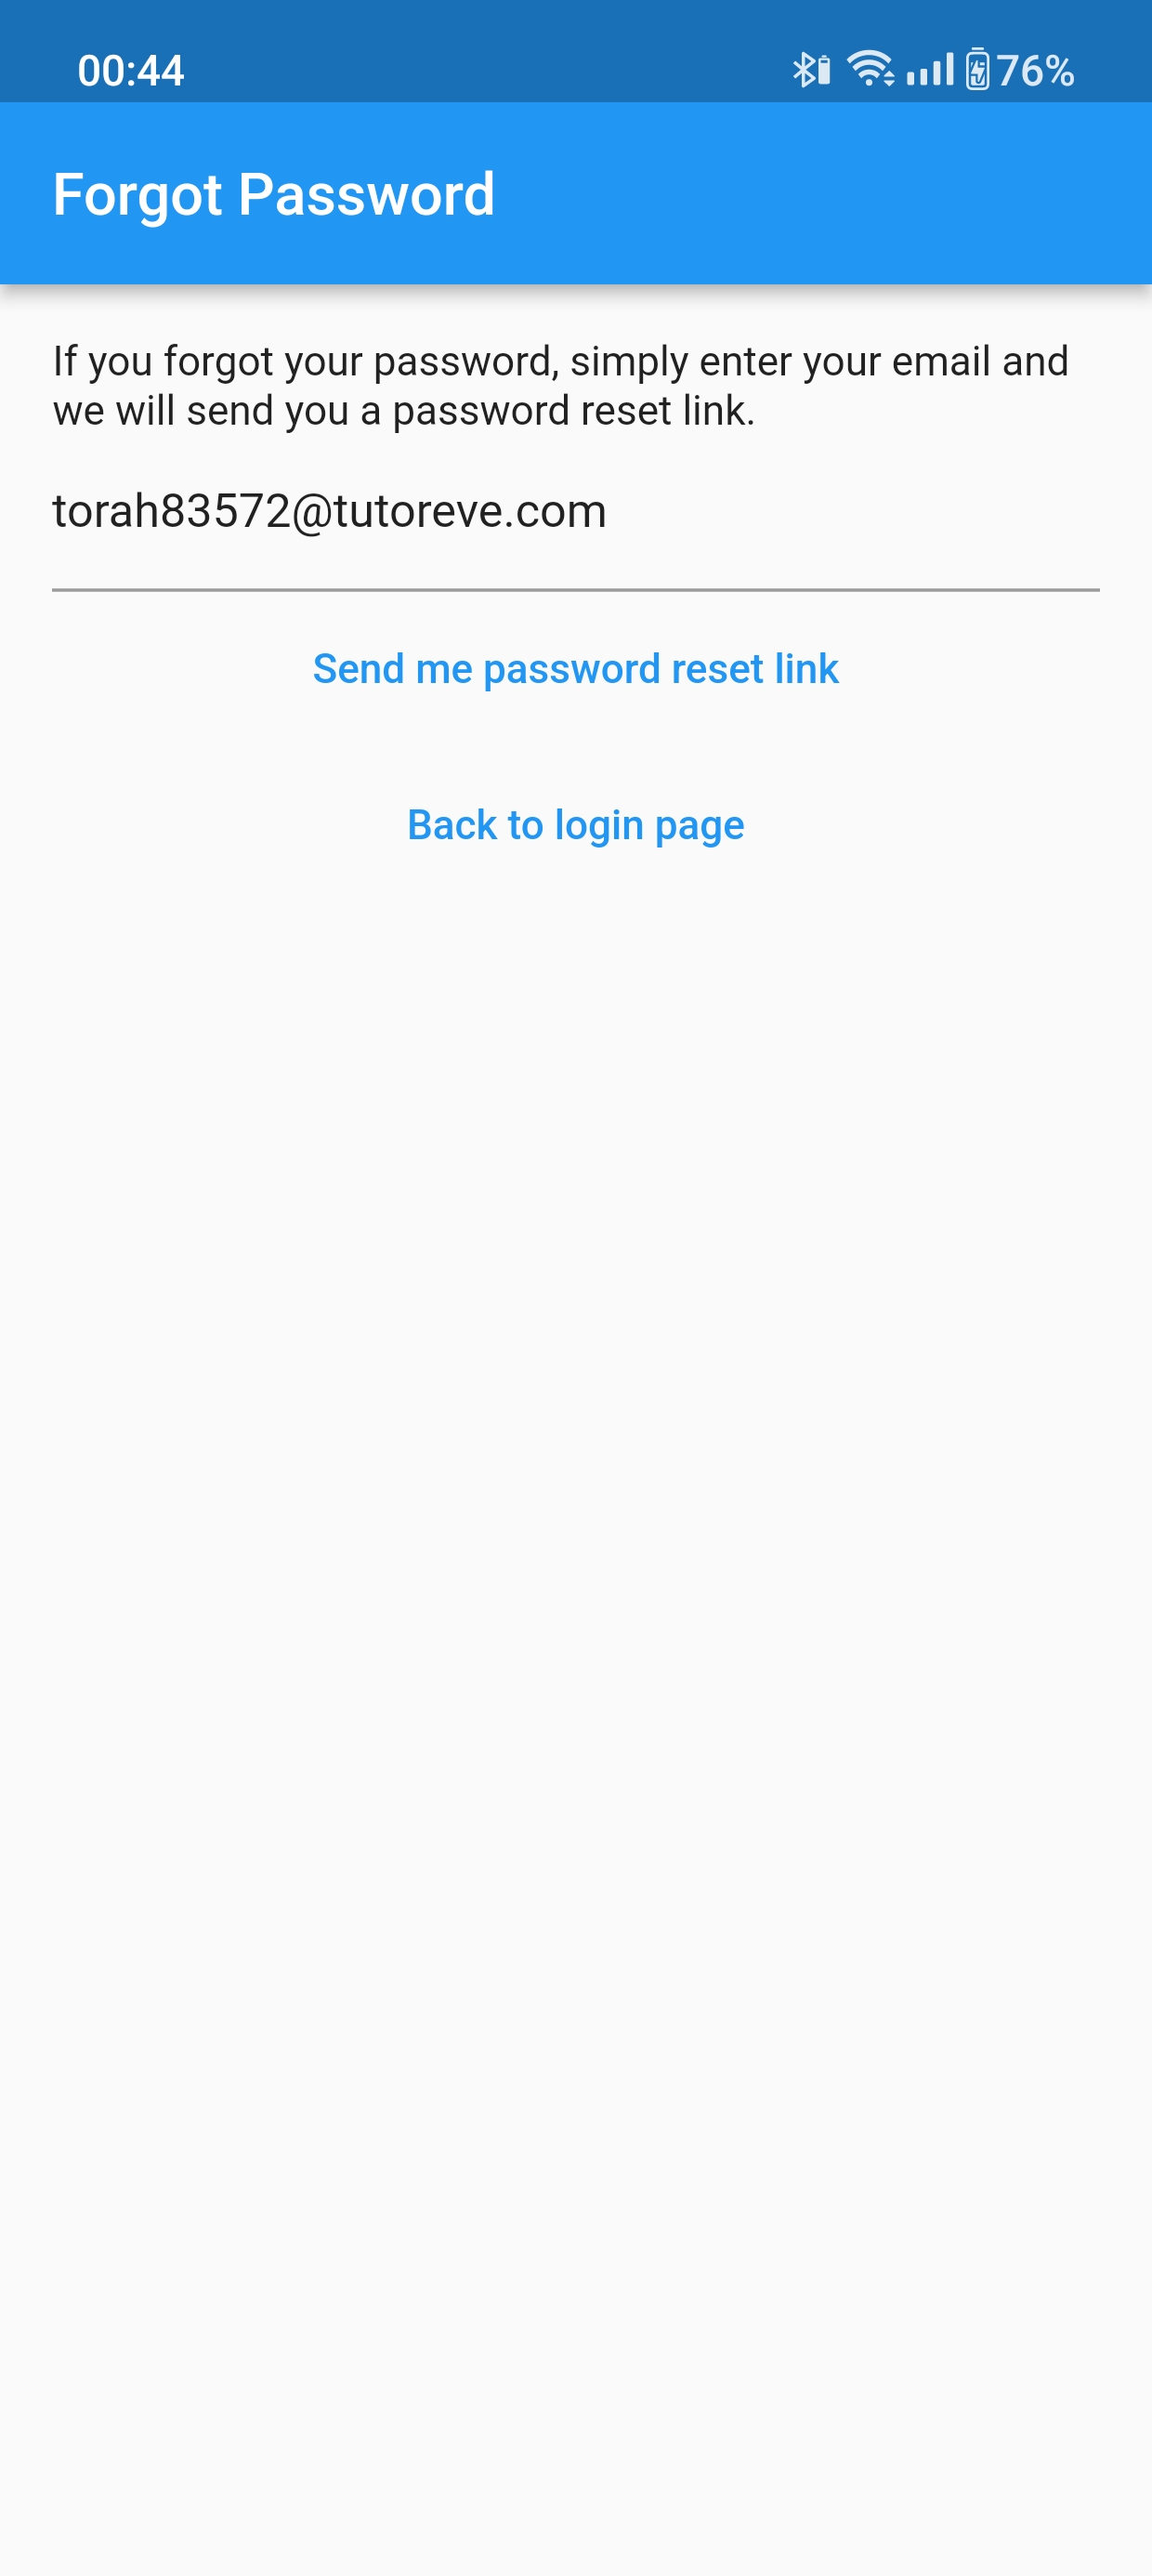 00:44
76%
Forgot Password
If you forgot your password, simply enter your email and
we will send you a password reset link.
torah83572@tutoreve.com
Send me password reset link
Back to login page